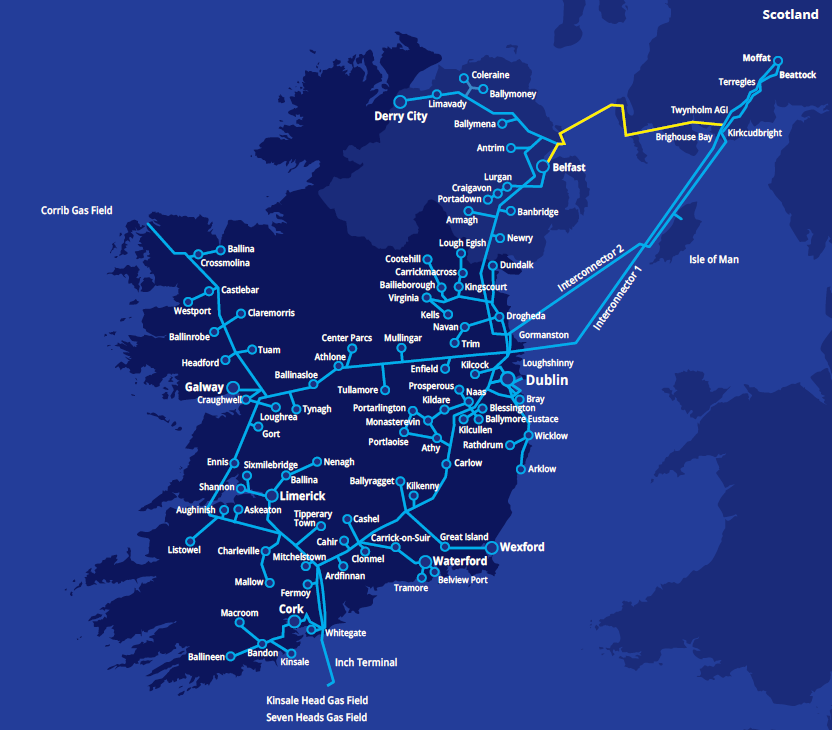 Scotland
Moffat
Beattock
Terregles
Twynholm AGI
Kirkcudbright
Brighouse Bay
Coleraine
Ballymoney
Limavady
Derry City
Ballymena
Antrim
Belfast
Lurgan
Craigavon
Portadown
Armagh
Banbridge
Newry
Corrib Gas Field
Ballina
Crossmolina
Castlebar
Westport
Claremorris
Ballinrobe
Headford
Tuam
Lough Egish
Cootehill
Carrickmacross
Bailleborough
Kingscourt
Virginia
Dundalk
Kells
Navan
Trim
Drogheda
Gormanston
Interconnector 2
Interconnector 1
Isle of Man
Center Parcs
Mullingar
Athlone
Ballinasloe
Galway
Craughwell
Loughrea
Tynagh
Gort
Tullamore
Enfield
Kilcock
Loughshinny
Dublin
Prosperous
Naas
Kildare
Portarlington
Monasterevin
Portlaoise
Athy
Bray
Blessington
Ballymore Eustace
Kilcullen
Rathdrum
Wicklow
Arklow
Carlow
Ennis
Sixmilebridge
Nenagh
Shannon
Ballina
Limerick
Aughinish
Askeaton
Listowel
Charleville
Mallow
Tipperary
Town
Mitchelstown
Fermoy
Ballyragget
Kilkenny
Cashel
Cahir
Carrick-on-Suir
Clonmel
Ardfinnan
Great Island
Wexford
Waterford
Belview Port
Tramore
Cork
Macroom
Whitegate
Bandon
Ballineen
Kinsale
Inch Terminal
Kinsale Head Gas Field
Seven Heads Gas Field